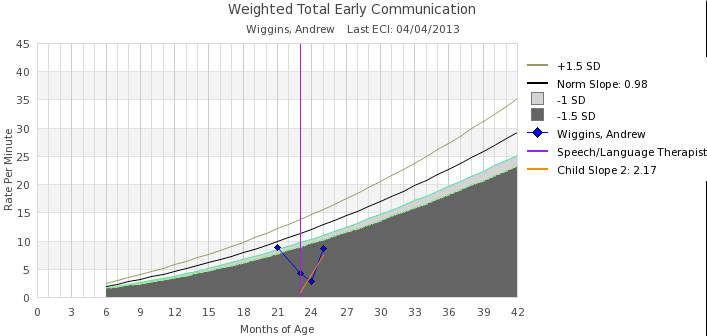 Weighted Total Early Communication
Wiggins, Andrew Last ECI: 04/04/2013
45
40
35
30
25
20
15
10
5
0
Rate Per Minute
0 3 6 9 12 15 18 21 24 27 30 33 36 39 42
Months of Age
+1.5 SD
Norm Slope: 0.98
-1 SD
-1.5 SD
Wiggins, Andrew
Speech/Language Therapist
Child Slope 2: 2.17